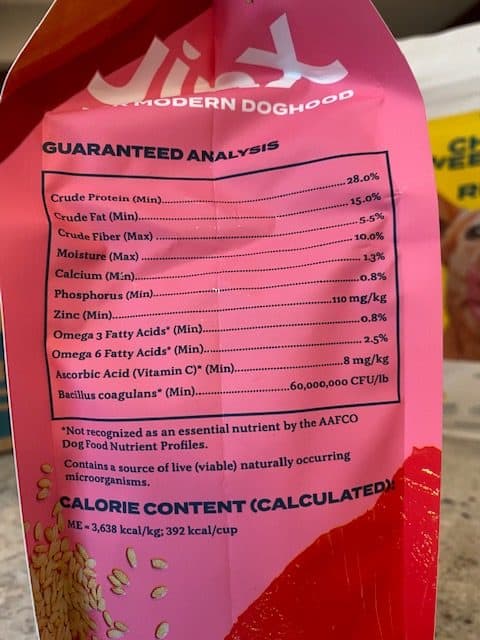 Jinx
MODERN DOGHOOD
GUARANTEED ANALYSIS
Crude Protein (Min).......... 28.0%
Crude Fat (Min).......... 15.0%
Crude Fiber (Max) .......... 5.5%
Moisture (Max) .......... 10.0%
Calcium (Min).......... 1.3%
Phosphorus (Min).......... 0.8%
Zinc (Min)..........110 mg/kg
Omega 3 Fatty Acids* (Min)..........0.8%
Omega 6 Fatty Acids* (Min).......... 2.5%
Ascorbic Acid (Vitamin C)* (Min)..........8 mg/kg
Bacillus coagulans* (Min)..........60,000,000 CFU/lb
*Not recognized as an essential nutrient by the AAFCO
Dog Food Nutrient Profiles.
Contains a source of live (viable) naturally occurring
microorganisms.
CALORIE CONTENT (CALCULATED):
ME = 3,638 kcal/kg; 392 kcal/cup